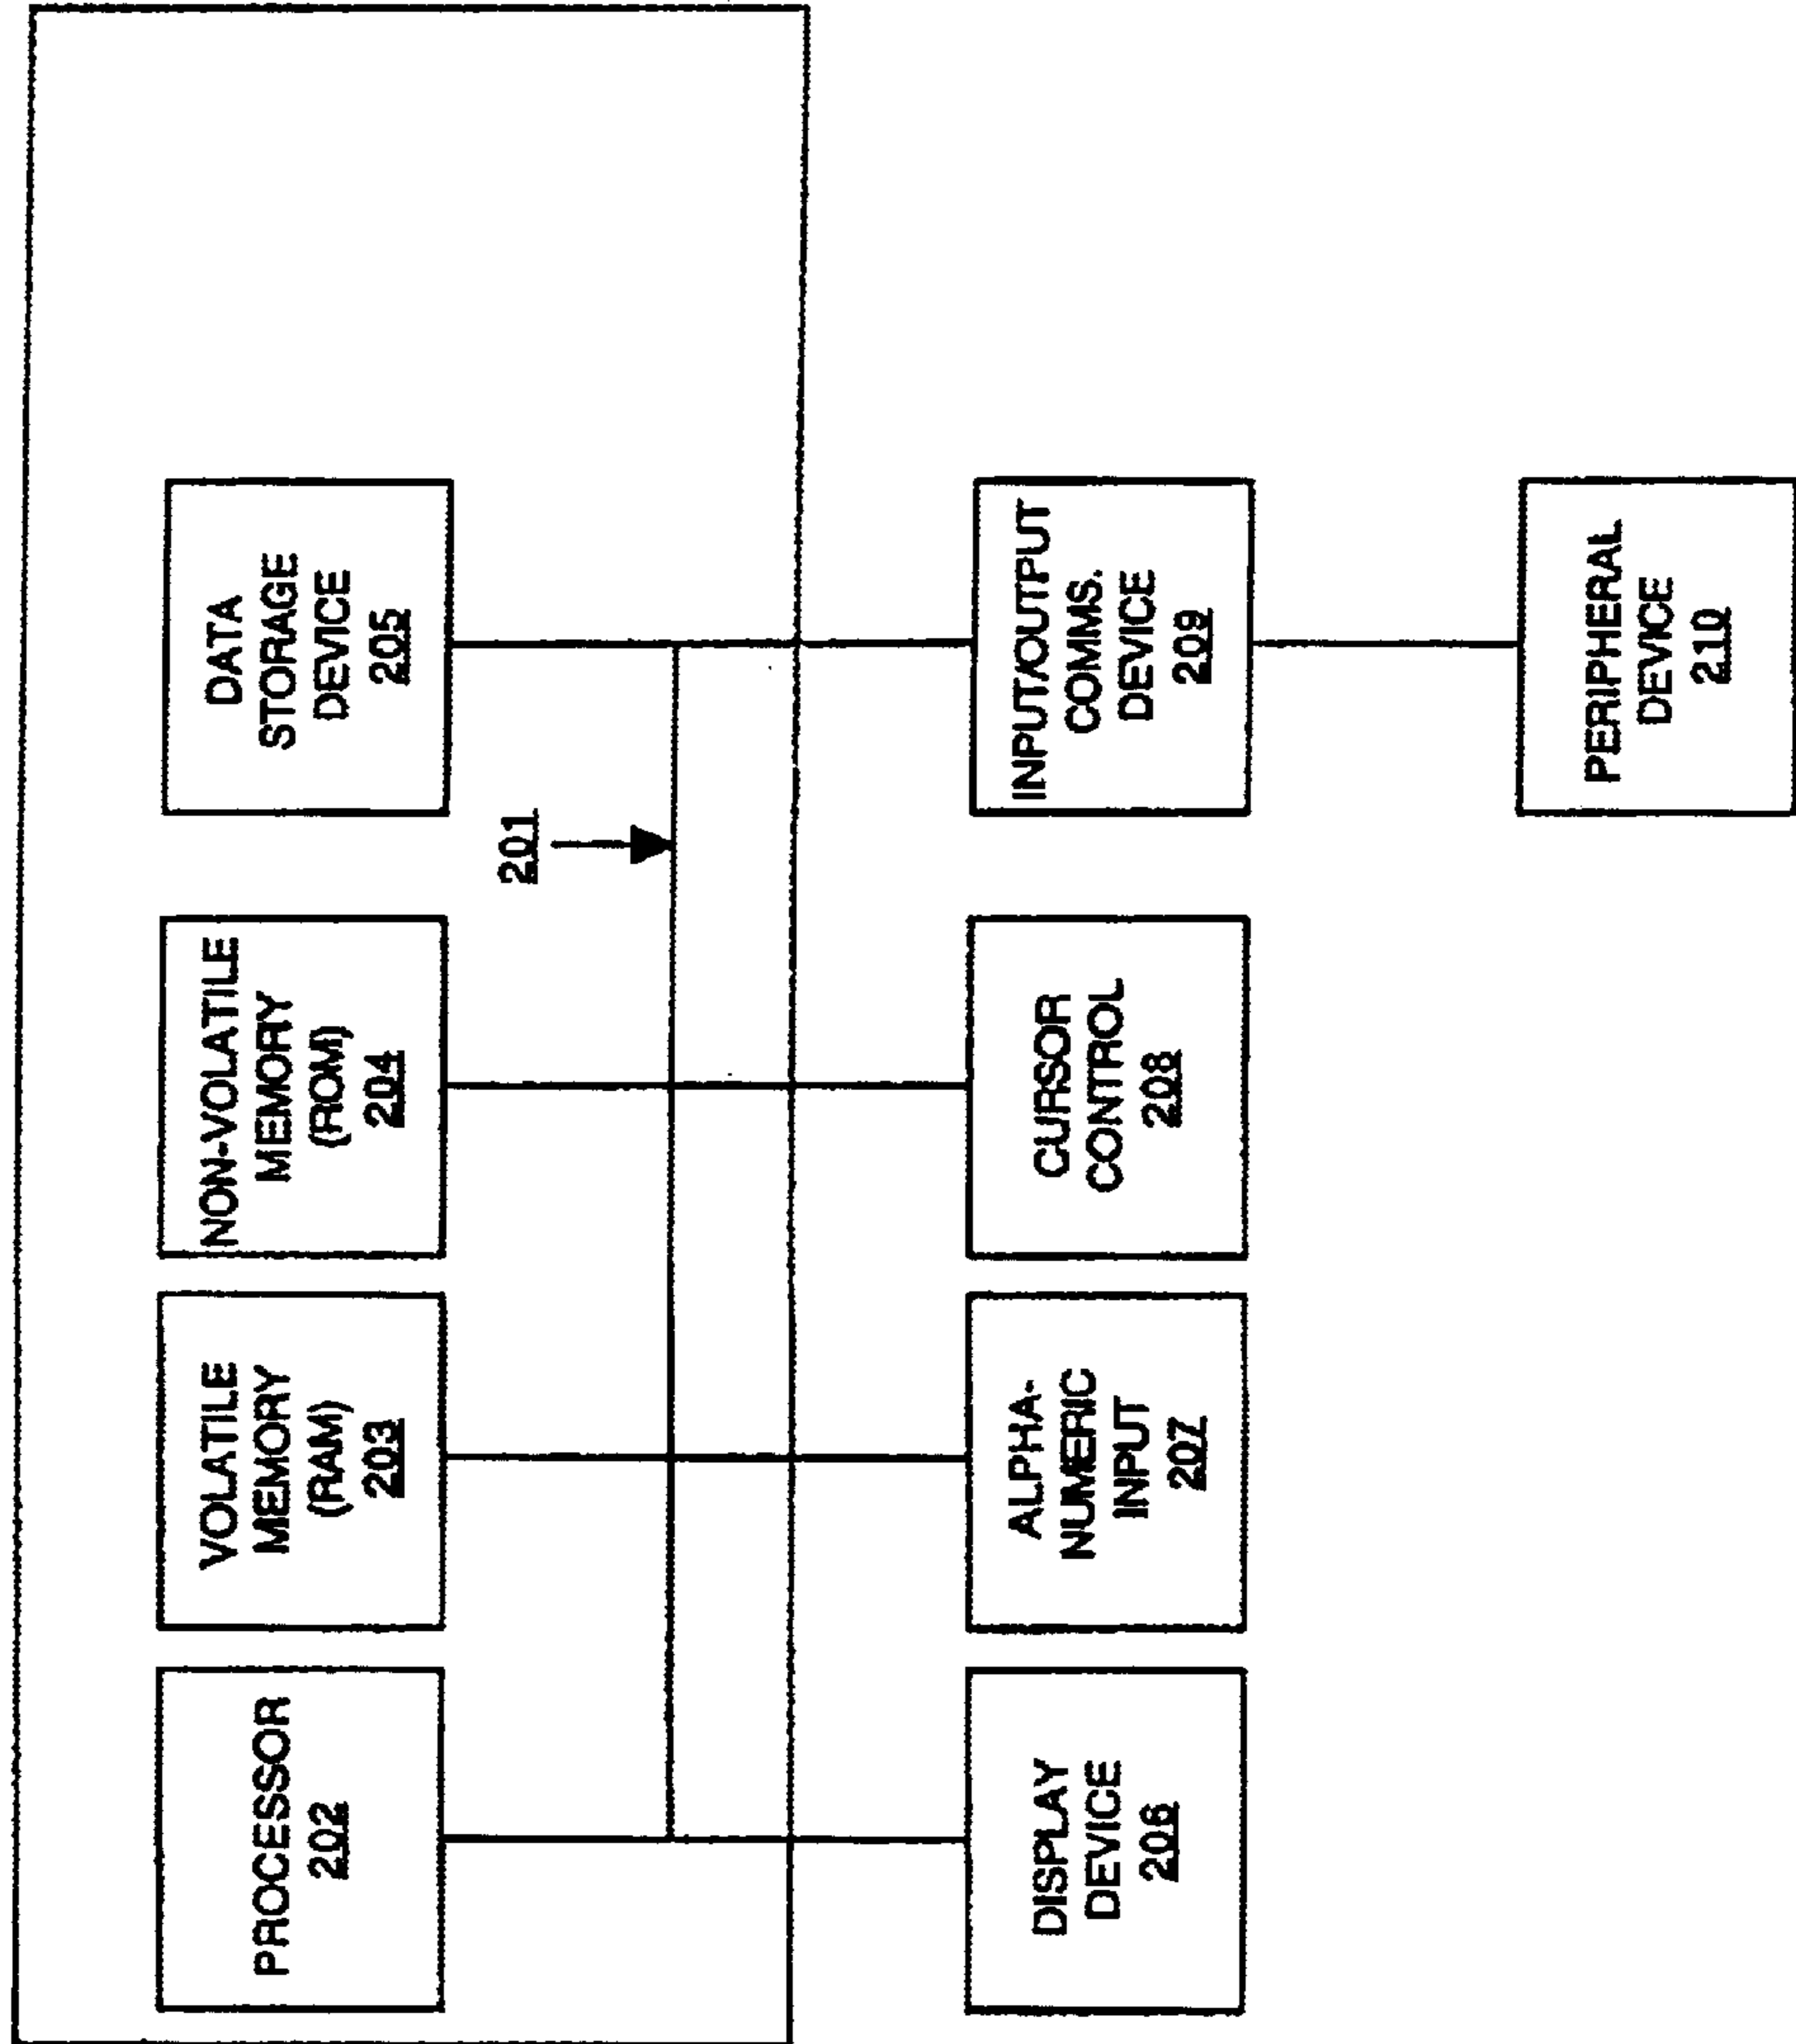 PROCESSOR
202
VOLATILE
MEMORY
(RAM)
203
NON-VOLATILE
MEMORY
(ROM)
204
DATA
STORAGE
DEVICE
205
201
DISPLAY
DEVICE
206
ALPHA-
NUMERIC
INPUT
207
CURSOR
CONTROL
208
INPUT/OUTPUT
COMMS.
DEVICE
209
PERIPHERAL
DEVICE
210